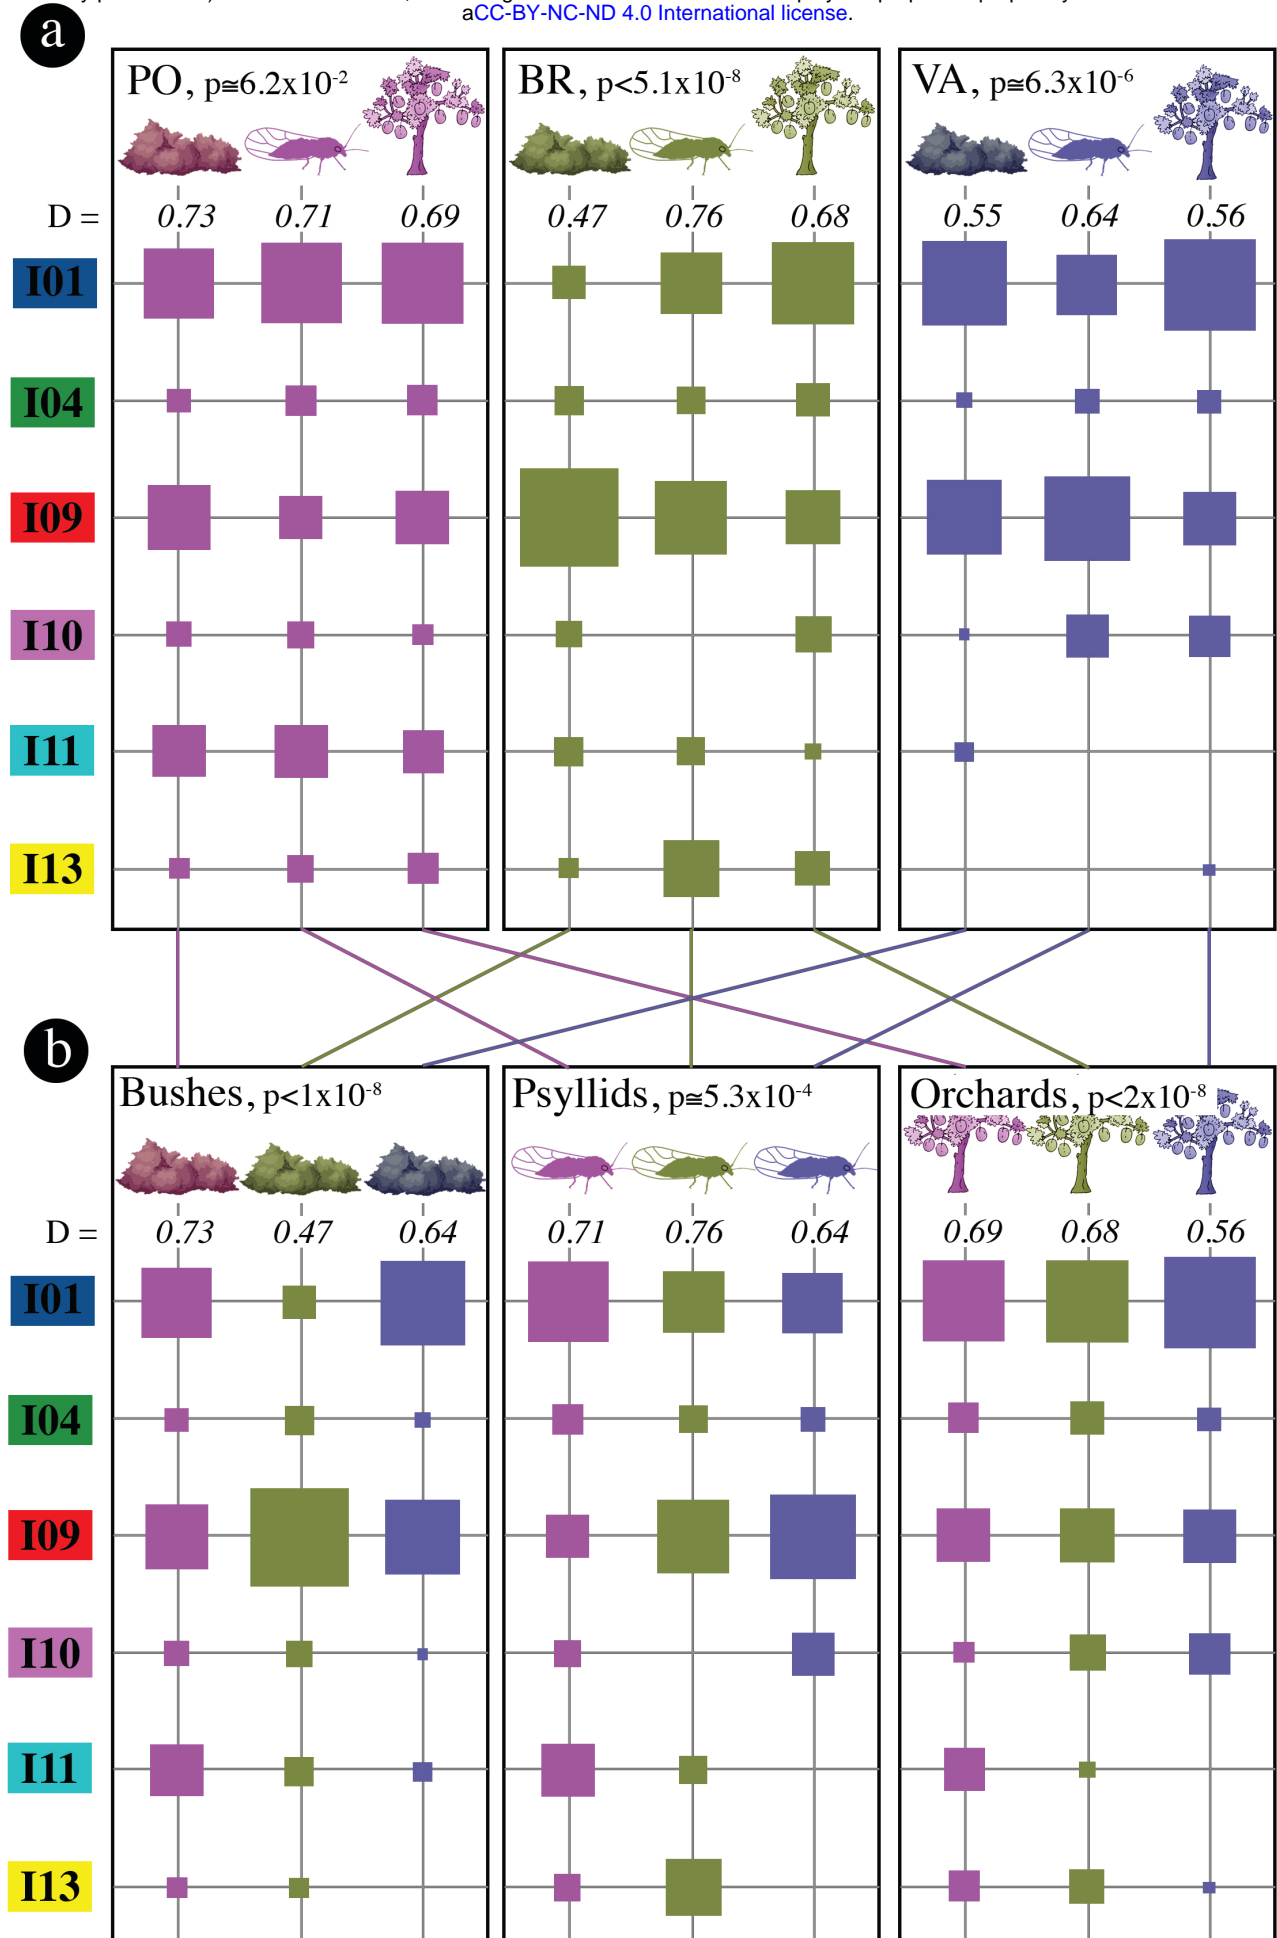 aCC-BY-NC-ND 4.0 International license.
a
PO, p≅6.2x10-2
BR, p<5.1x10-8
VA, p≅6.3x10-6
D = 0.73 0.71 0.69 0.47 0.76 0.68 0.55 0.64 0.56
I01
I04
I09
I10
I11
I13
b
Bushes, p<1x10-8
Psyllids, p≅5.3x10-4
Orchards, p<2x10-8
D = 0.73 0.47 0.64 0.71 0.76 0.64 0.69 0.68 0.56
I01
I04
I09
I10
I11
I13